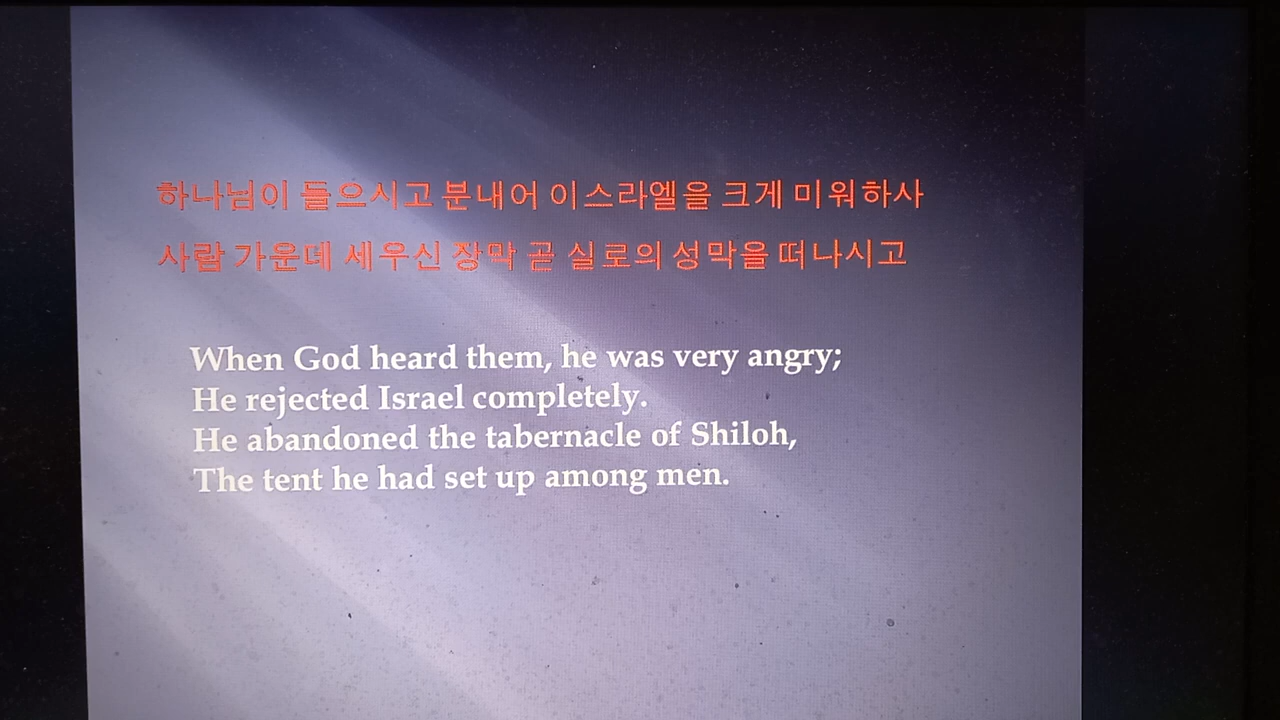 하나님이 들으시고 분내어 이스라엘을 크게 미워하사
사람 가운데 세우신 장막 곧 실로의 성막을 떠나시고
When God heard them, he was very angry;
He rejected Israel completely.
He abandoned the tabernacle of Shiloh,
The tent he had set up among men.